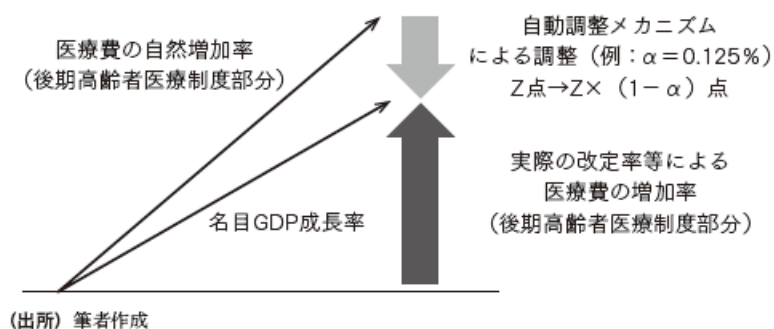 医療費の自然増加率
（後期高齢者医療制度部分）
自動調整メカニズム
による調整（例：α＝0.125％）
Z点→Z×（1－α）点
名目GDP成長率
実際の改定率等による
医療費の増加率
（後期高齢者医療制度部分）
（出所）筆者作成